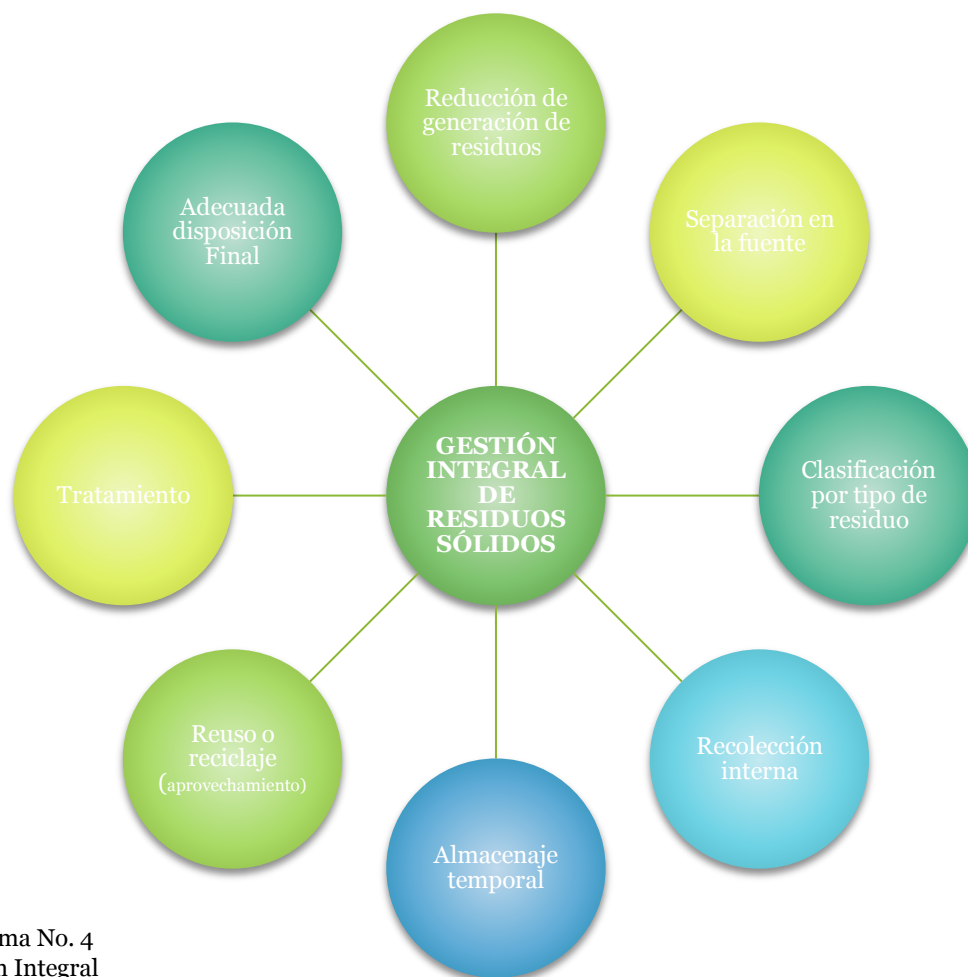 Reducción de
generación de
residuos
Separación en
la fuente
Clasificación
por tipo de
residuo
Recolección
interna
Almacenaje
temporal
Reuso o
reciclaje
(aprovechamiento)
Tratamiento
Adecuada
disposición
Final
GESTIÓN
INTEGRAL
DE
RESIDUOS
SÓLIDOS
No. 4
Integral